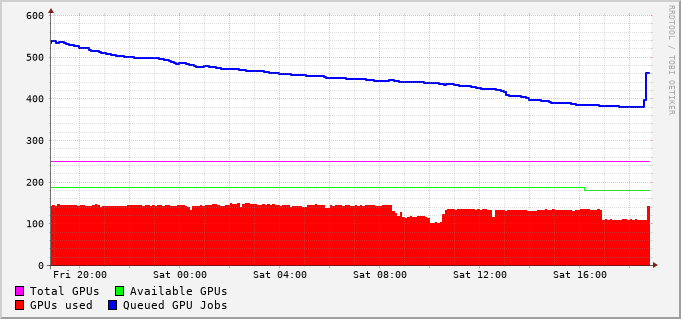 600
500
400
300
200
100
0
Fri 20:00 Sat 00:00 Sat 04:00 Sat 08:00 Sat 12:00 Sat 16:00
Total GPUs Available GPUs
GPUs used Queued GPU Jobs
RRDTOOL / TOBI OETIKER